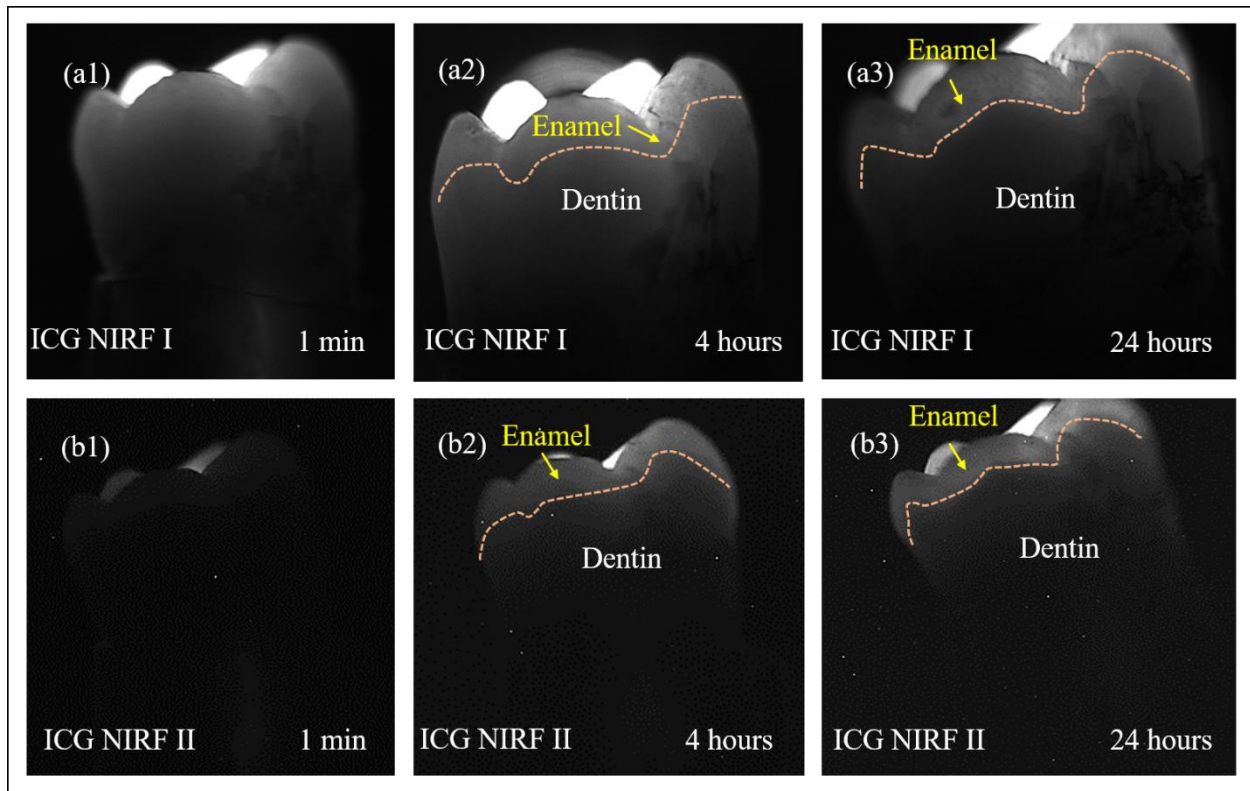 (a1)
ICG NIRF I 1 min
(a2)
Enamel
Dentin
ICG NIRF I 4 hours
(a3)
Enamel
Dentin
ICG NIRF I 24 hours
(b1)
ICG NIRF II 1 min
(b2)
Enamel
Dentin
ICG NIRF II 4 hours
(b3)
Enamel
Dentin
ICG NIRF II 24 hours